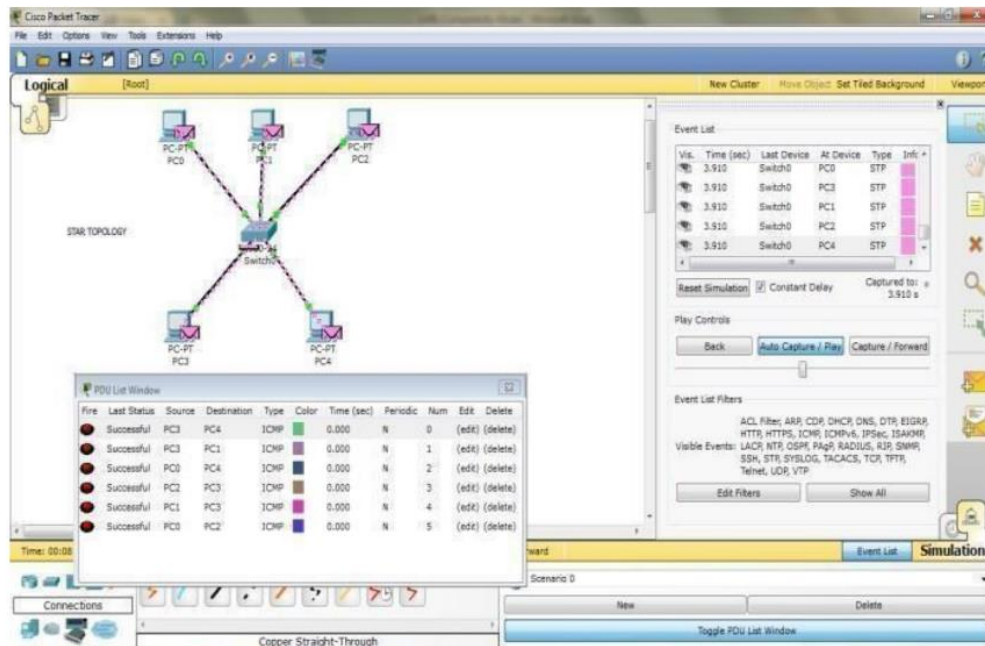 Cisco Packet Tracer
File Edit Options View Tools Extensions Help
Logical [Root] New Cluster Move Object Set Tiled Background Viewport
PC-PT
PC0
PC-PT
PC1
PC-PT
PC2
STAR TOPOLOGY
Switch0
PC-PT
PC3
PC-PT
PC4
Event List
Vis. Time (sec) Last Device At Device Type Info
3.910 Switch0 PC0 STP
3.910 Switch0 PC3 STP
3.910 Switch0 PC1 STP
3.910 Switch0 PC2 STP
3.910 Switch0 PC4 STP
Reset Simulation Constant Delay Captured to:
3.910 s
Play Controls
Back Auto Capture / Play Capture / Forward
Event List Filters
Visible Events: ACL Filter, ARP, CDP, DHCP, DNS, DTP, EIGRP,
HTTP, HTTPS, ICMP, ICMPv6, IPSec, ISAKMP,
LACP, NTP, OSPF, PAgP, RADIUS, RIP, SNMP,
SSH, STP, SYSLOG, TACACS, TCP, TFTP,
Telnet, UDP, VTP
Edit Filters Show All
PDU List Window
Fire Last Status Source Destination Type Color Time (sec) Periodic Num Edit Delete
Successful PC3 PC4 ICMP 0.000 N 0 (edit) (delete)
Successful PC3 PC1 ICMP 0.000 N 1 (edit) (delete)
Successful PC0 PC4 ICMP 0.000 N 2 (edit) (delete)
Successful PC2 PC3 ICMP 0.000 N 3 (edit) (delete)
Successful PC1 PC3 ICMP 0.000 N 4 (edit) (delete)
Successful PC0 PC2 ICMP 0.000 N 5 (edit) (delete)
Time: 00:08 ward Event List Simulation
Scenario 0
Connections
New Delete
Toggle PDU List Window
Copper Straight-Through